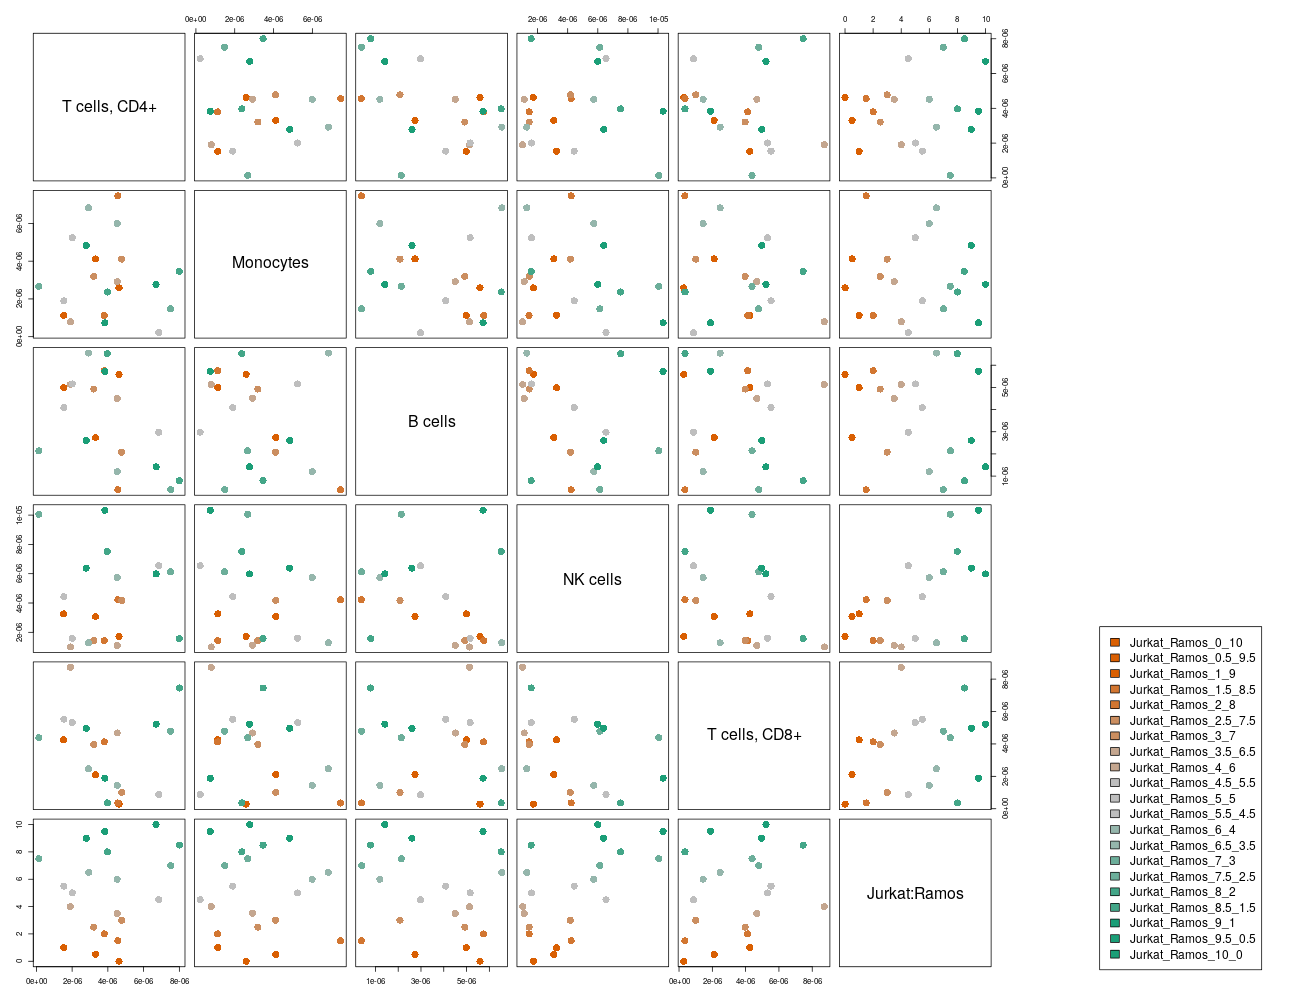 0e+00 2e-06 4e-06 6e-06
2e-06 4e-06 6e-06 8e-06 1e-05
0 2 4 6 8 10
T cells, CD4+
0e+00 2e-06 4e-06 6e-06 8e-06
Monocytes
0e+00 2e-06 4e-06 6e-06
B cells
1e-06 3e-06 5e-06
NK cells
2e-06 4e-06 6e-06 8e-06 1e-05
T cells, CD8+
0e+00 4e-06 8e-06
Jurkat:Ramos
0 2 4 6 8 10
0e+00 2e-06 4e-06 6e-06 8e-06
1e-06 3e-06 5e-06
0e+00 2e-06 4e-06 6e-06 8e-06
Jurkat_Ramos_0_10
Jurkat_Ramos_0.5_9.5
Jurkat_Ramos_1_9
Jurkat_Ramos_1.5_8.5
Jurkat_Ramos_2_8
Jurkat_Ramos_2.5_7.5
Jurkat_Ramos_3_7
Jurkat_Ramos_3.5_6.5
Jurkat_Ramos_4_6
Jurkat_Ramos_4.5_5.5
Jurkat_Ramos_5_5
Jurkat_Ramos_5.5_4.5
Jurkat_Ramos_6_4
Jurkat_Ramos_6.5_3.5
Jurkat_Ramos_7_3
Jurkat_Ramos_7.5_2.5
Jurkat_Ramos_8_2
Jurkat_Ramos_8.5_1.5
Jurkat_Ramos_9_1
Jurkat_Ramos_9.5_0.5
Jurkat_Ramos_10_0